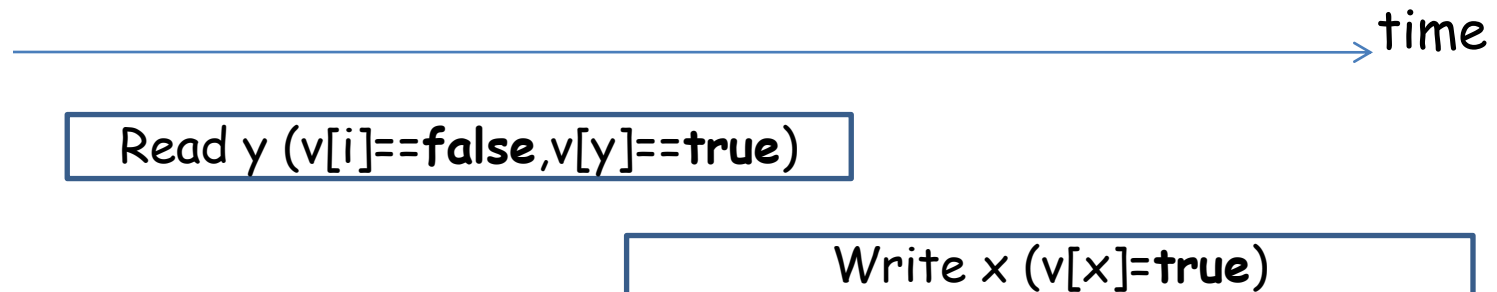 time
Read y (v[i]==false,v[y]==true)
Write x (v[x]=true)